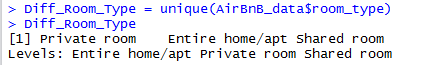 > Diff_Room_Type = unique(AirBnB_data$room_type)
> Diff_Room_Type
[1] Private room    Entire home/apt Shared room
Levels: Entire home/apt Private room Shared room